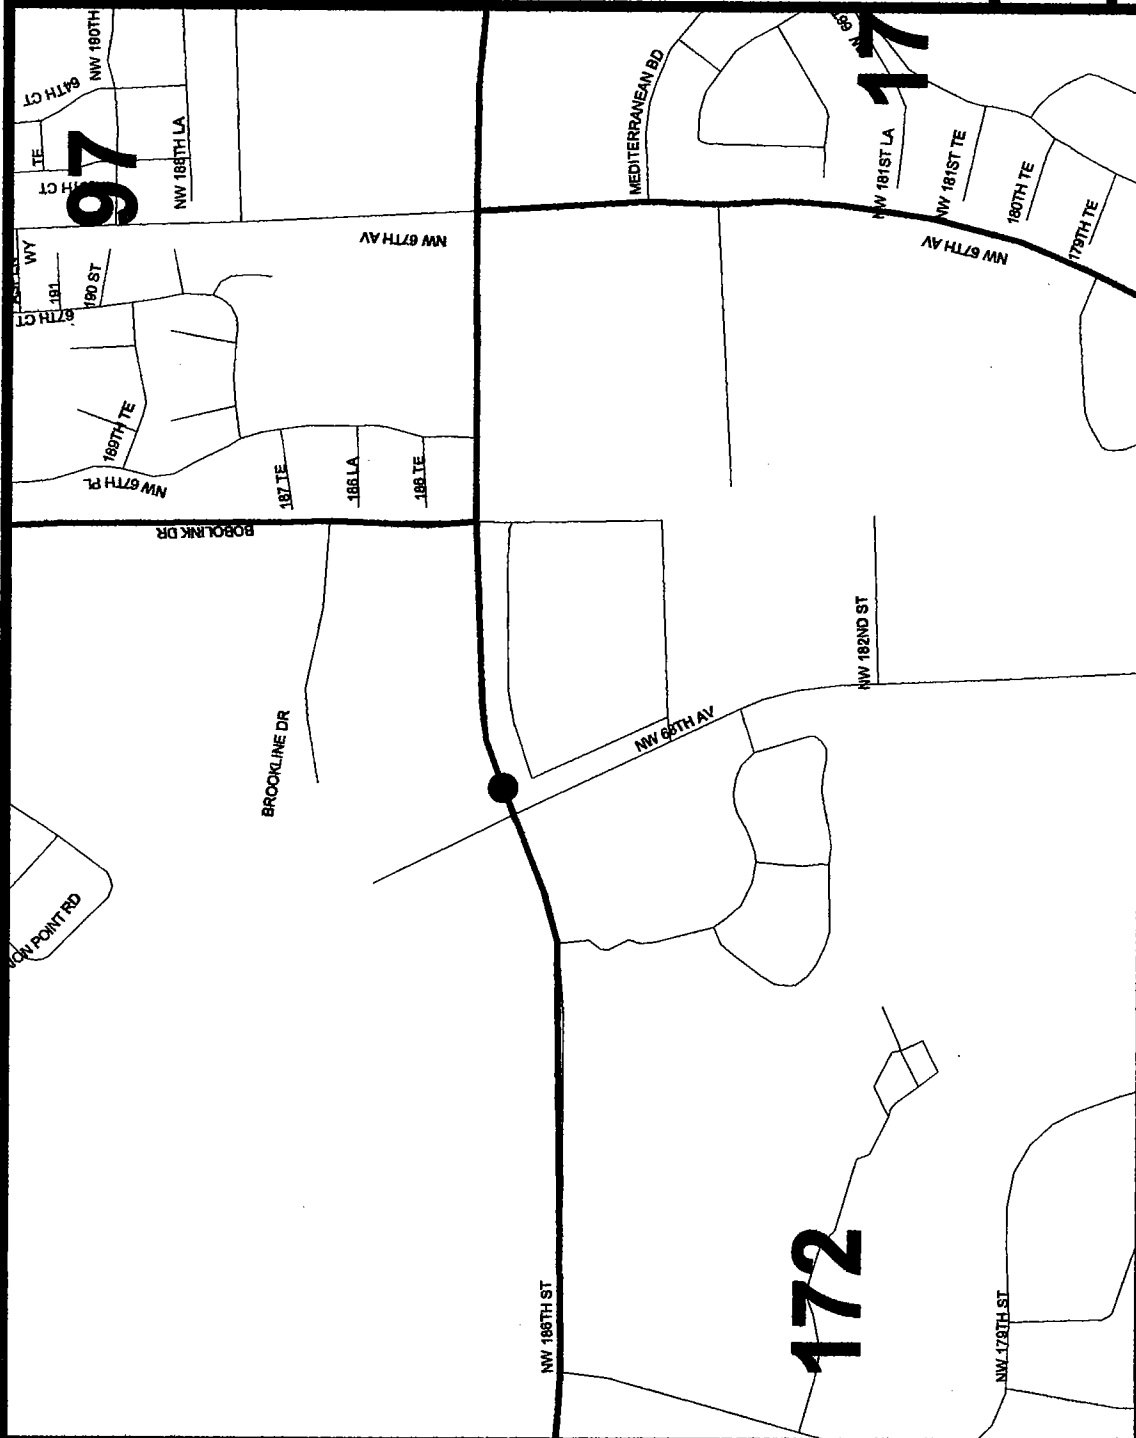 NW 190TH
64TH CT
TE
97
NW 188TH LA
NW 67TH AV
WY
191
190 ST
67TH CT
189TH TE
NW 67TH PL
187 TE
186 LA
186 TE
BOBOLINK DR
BROOKLINE DR
MEDITERRANEAN BD
17
NW 181ST LA
NW 181ST TE
180TH TE
179TH TE
NW 67TH AV
NW 182ND ST
NW 68TH AV
POINT RD
NW 186TH ST
172
NW 179TH ST